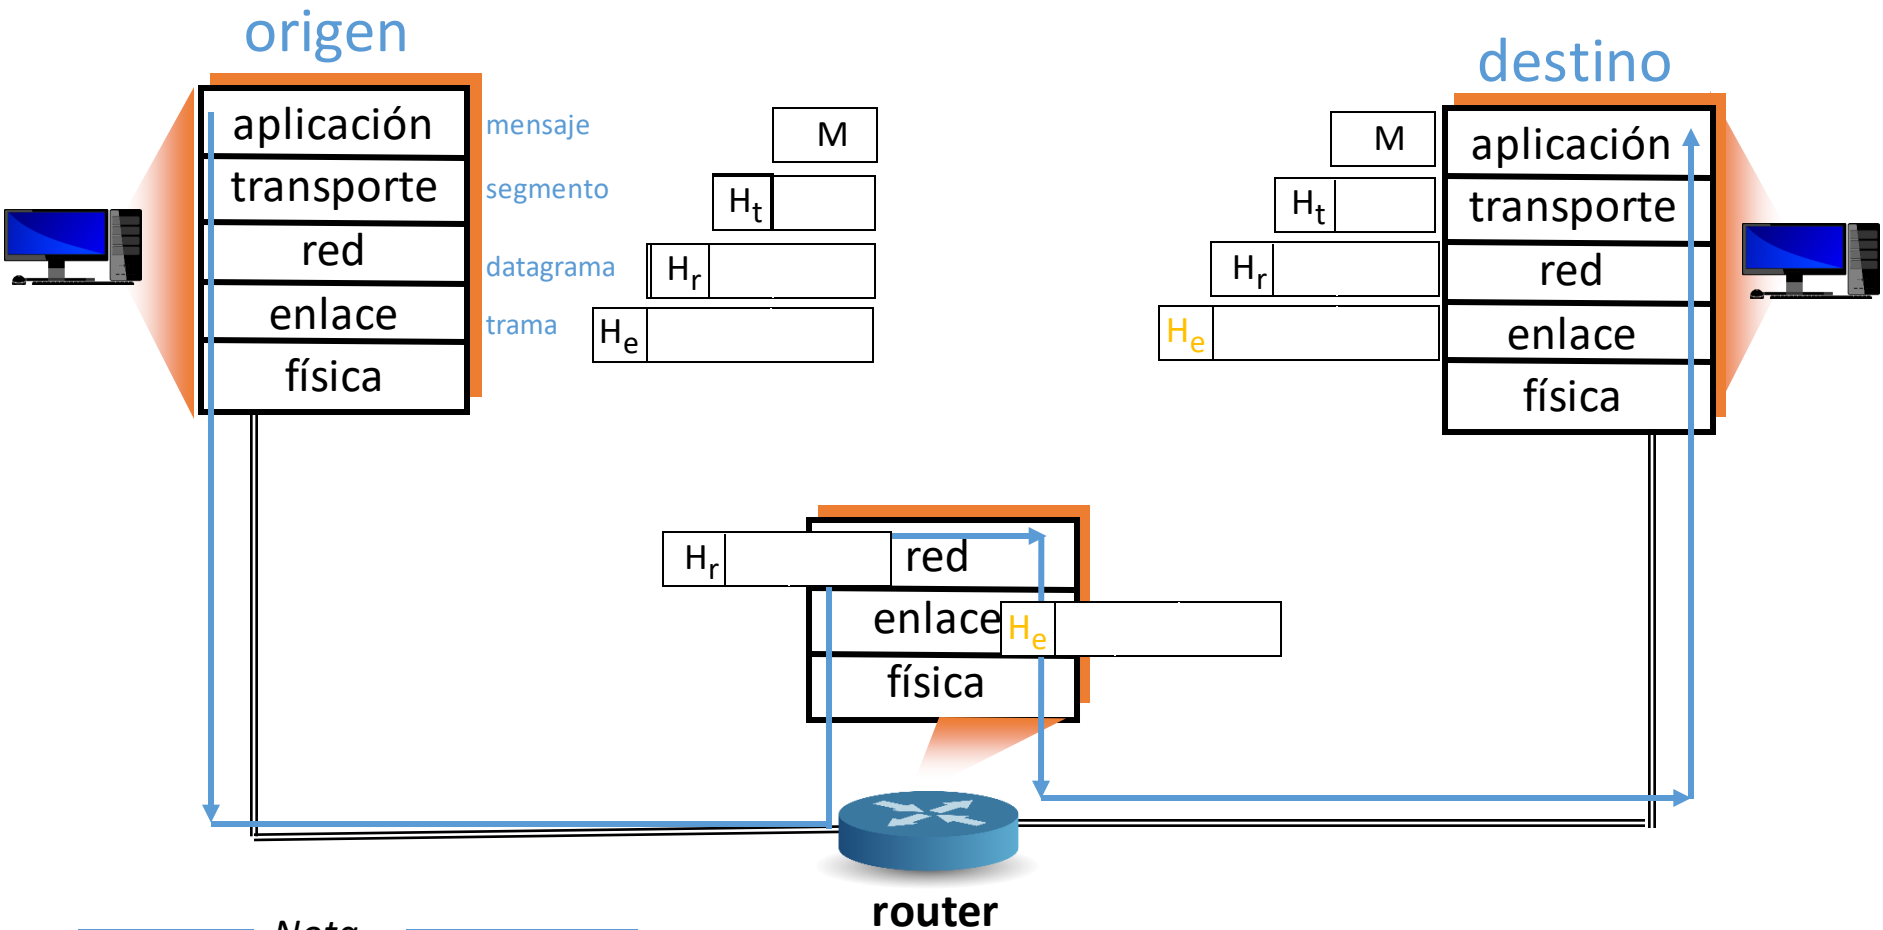 origen
destino
aplicación
mensaje
M
transporte
segmento
Ht
red
datagrama
Hr
enlace
trama
He
física
M
aplicación
Ht
transporte
Hr
red
He
enlace
física
Hr
red
enlace
He
física
router
Nota